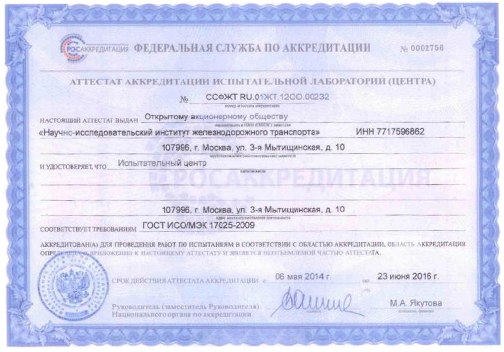 РОСАККРЕДИТАЦИЯ
ФЕДЕРАЛЬНАЯ СЛУЖБА ПО АККРЕДИТАЦИИ
№ 0002756
АТТЕСТАТ АККРЕДИТАЦИИ ИСПЫТАТЕЛЬНОЙ ЛАБОРАТОРИИ (ЦЕНТРА)
№ ССФЖТ RU.01ЖТ.12СО.00232
НАСТОЯЩИЙ АТТЕСТАТ ВЫДАН Открытому акционерному обществу
«Научно-исследовательский институт железнодорожного транспорта» ИНН 7717596862
107996, г. Москва, ул. 3-я Мытищинская, д. 10
И УДОСТОВЕРЯЕТ, ЧТО Испытательный центр
РОСАККРЕДИТАЦИЯ
107996, г. Москва, ул. 3-я Мытищинская, д. 10
СООТВЕТСТВУЕТ ТРЕБОВАНИЯМ ГОСТ ИСО/МЭК 17025-2009
АККРЕДИТОВАН(А) ДЛЯ ПРОВЕДЕНИЯ РАБОТ ПО ИСПЫТАНИЯМ В СООТВЕТСТВИИ С ОБЛАСТЬЮ АККРЕДИТАЦИИ, ОБЛАСТЬ АККРЕДИТАЦИИ
ОПРЕДЕЛЕНА В ПРИЛОЖЕНИИ К НАСТОЯЩЕМУ АТТЕСТАТУ И ЯВЛЯЕТСЯ НЕОТЪЕМЛЕМОЙ ЧАСТЬЮ АТТЕСТАТА.
СРОК ДЕЙСТВИЯ АТТЕСТАТА АККРЕДИТАЦИИ с 06 мая 2014 г. по 23 июня 2016 г.
Руководитель (заместитель Руководителя)
Национального органа по аккредитации
М.А. Якутова